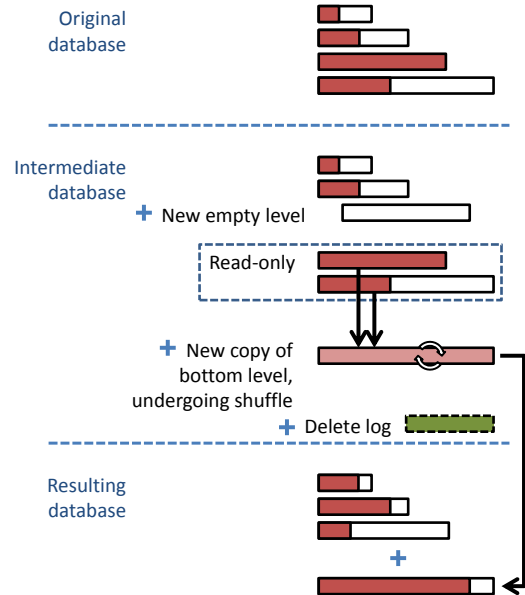 Original
database
Intermediate
database
+ New empty level
Read-only
+ New copy of
bottom level,
undergoing shuffle
+ Delete log
Resulting
database
+